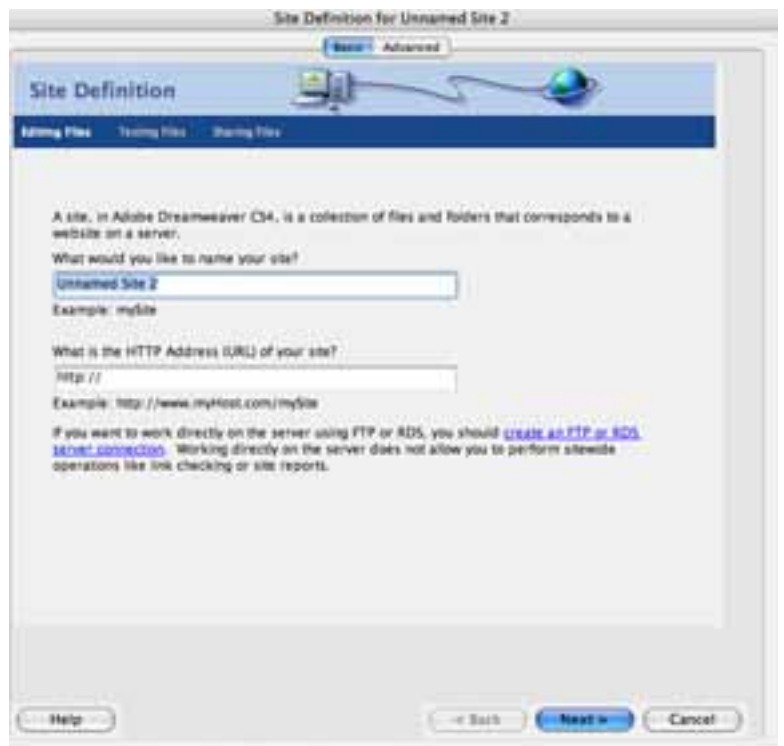 Site Definition for Unnamed Site 2
Basic Advanced
Site Definition
Editing Files Testing Files Sharing Files
A site, in Adobe Dreamweaver CS4, is a collection of files and folders that corresponds to a
website on a server.
What would you like to name your site?
Unnamed Site 2
Example: mySite
What is the HTTP Address (URL) of your site?
http://
Example: http://www.myHost.com/mySite
If you want to work directly on the server using FTP or RDS, you should create an FTP or RDS
server connection. Working directly on the server does not allow you to perform sitewide
operations like link checking or site reports.
Help < Back Next > Cancel